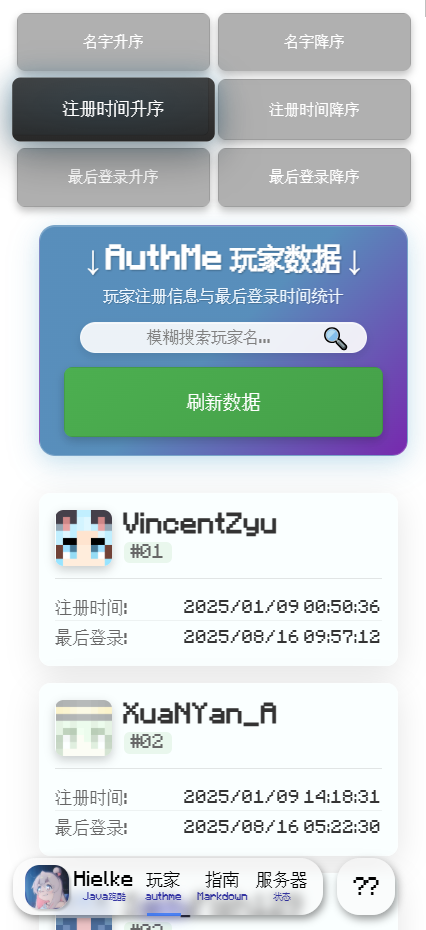 名字升序 名字降序
注册时间升序 注册时间降序
最后登录升序 最后登录降序
↓AuthMe 玩家数据↓
玩家注册信息与最后登录时间统计
模糊搜索玩家名...
刷新数据
VincentZyu
#01
注册时间: 2025/01/09 00:50:36
最后登录: 2025/08/16 09:57:12
XuaNYan_A
#02
注册时间: 2025/01/09 14:18:31
最后登录: 2025/08/16 05:22:30
Hielke 玩家 指南 服务器 ??
Java跑酷 authme Markdown 状态